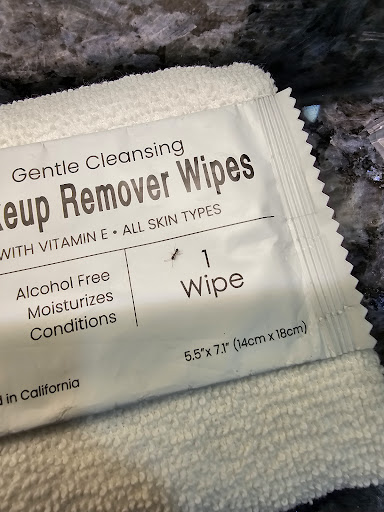 Gentle Cleansing
eup Remover Wipes
WITH VITAMIN E • ALL SKIN TYPES
Alcohol Free
Moisturizes
Conditions
1
Wipe
5.5"x 7.1" (14cm x 18cm)
d in California